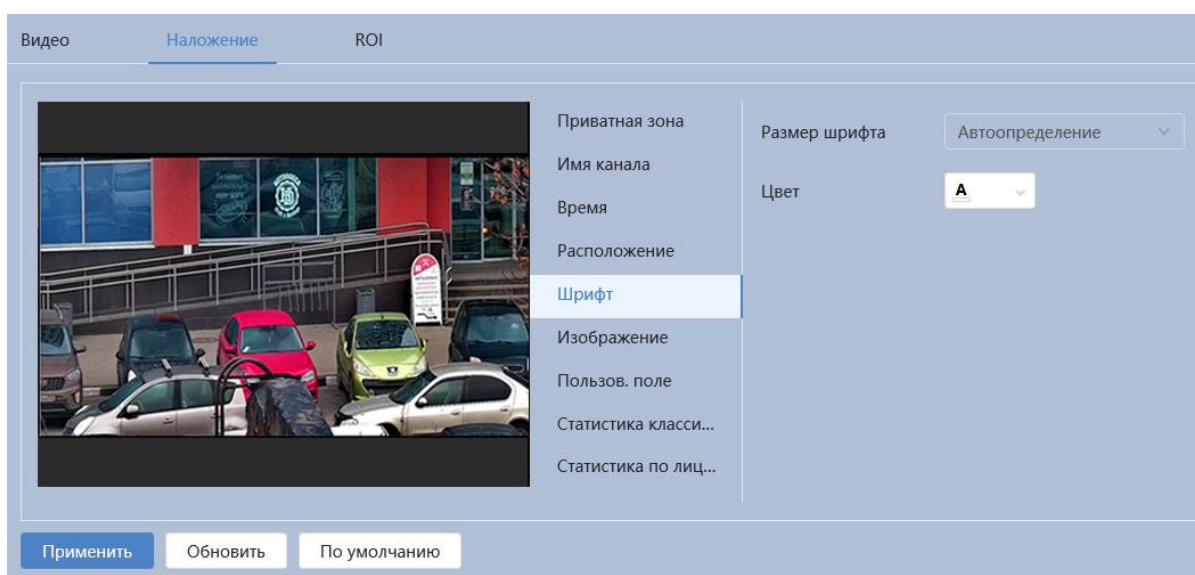 Видео
Наложение
ROI
Приватная зона
Имя канала
Время
Расположение
Шрифт
Изображение
Пользов. поле
Статистика класси...
Статистика по лиц...
Размер шрифта
Автоопределение
Цвет
A
Применить
Обновить
По умолчанию